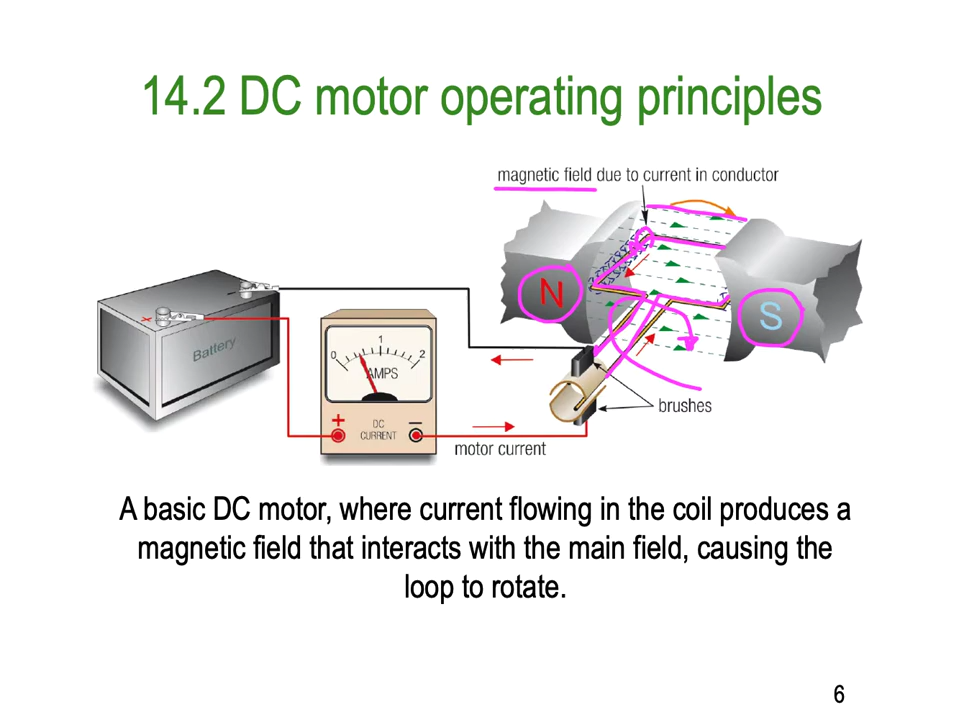 14.2 DC motor operating principles
magnetic field due to current in conductor
N
S
−
+
Battery
0
1
2
AMPS
+
DC
CURRENT
−
brushes
motor current
A basic DC motor, where current flowing in the coil produces a
magnetic field that interacts with the main field, causing the
loop to rotate.
6